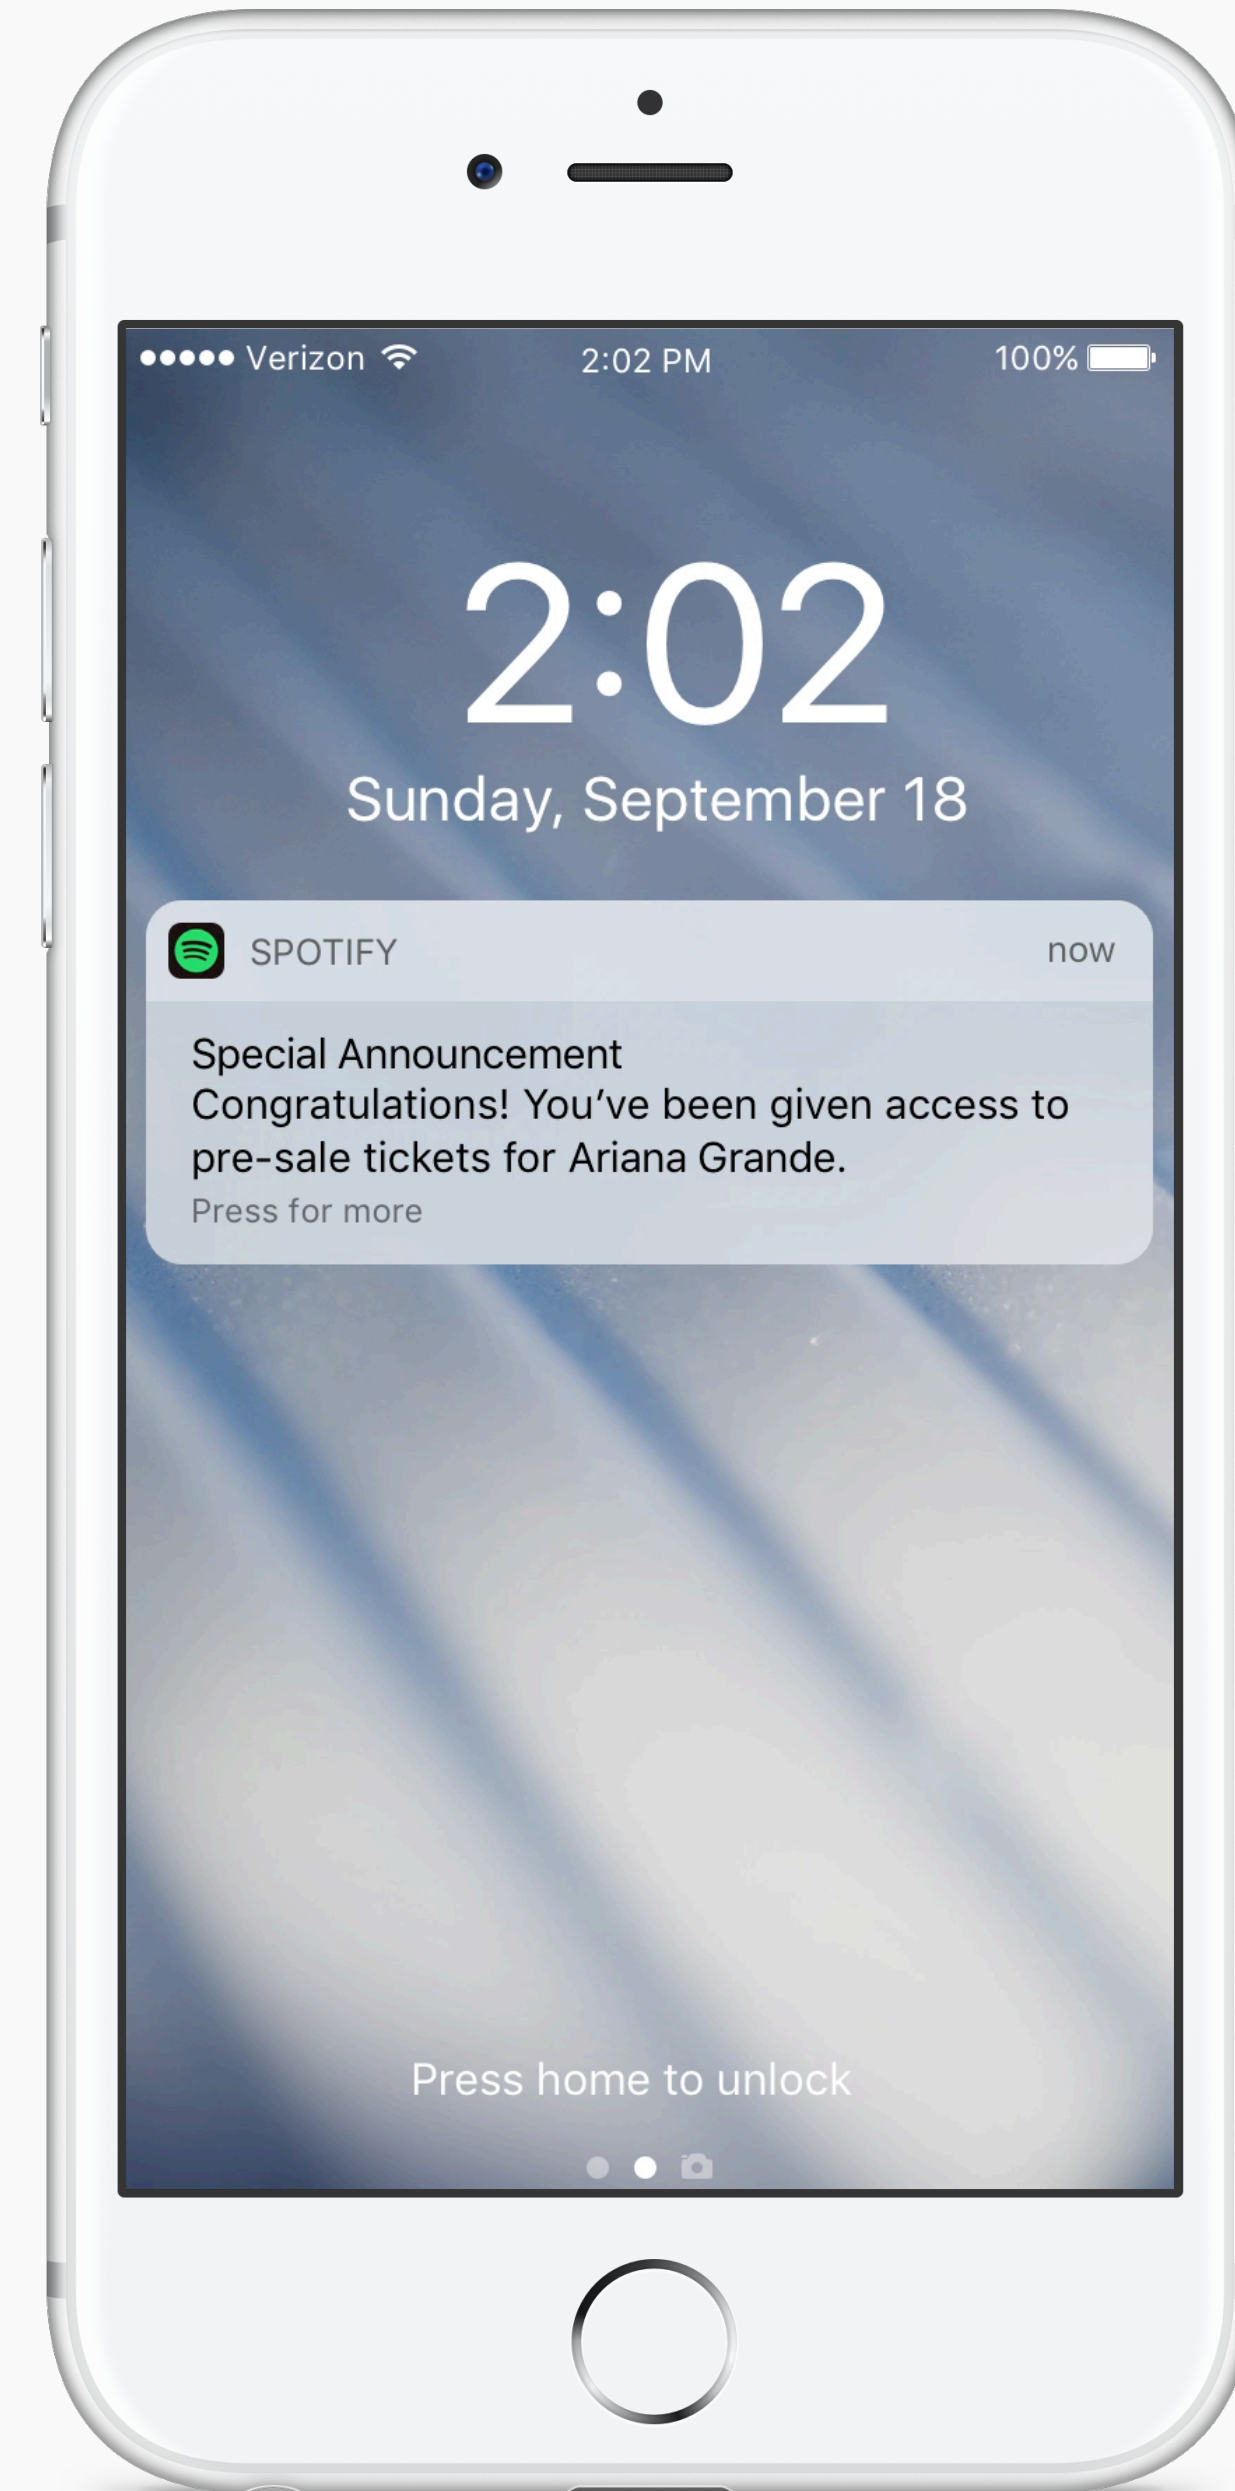 Verizon 2:02 PM 100%
2:02
Sunday, September 18
SPOTIFY now
Special Announcement
Congratulations! You’ve been given access to
pre-sale tickets for Ariana Grande.
Press for more
Press home to unlock